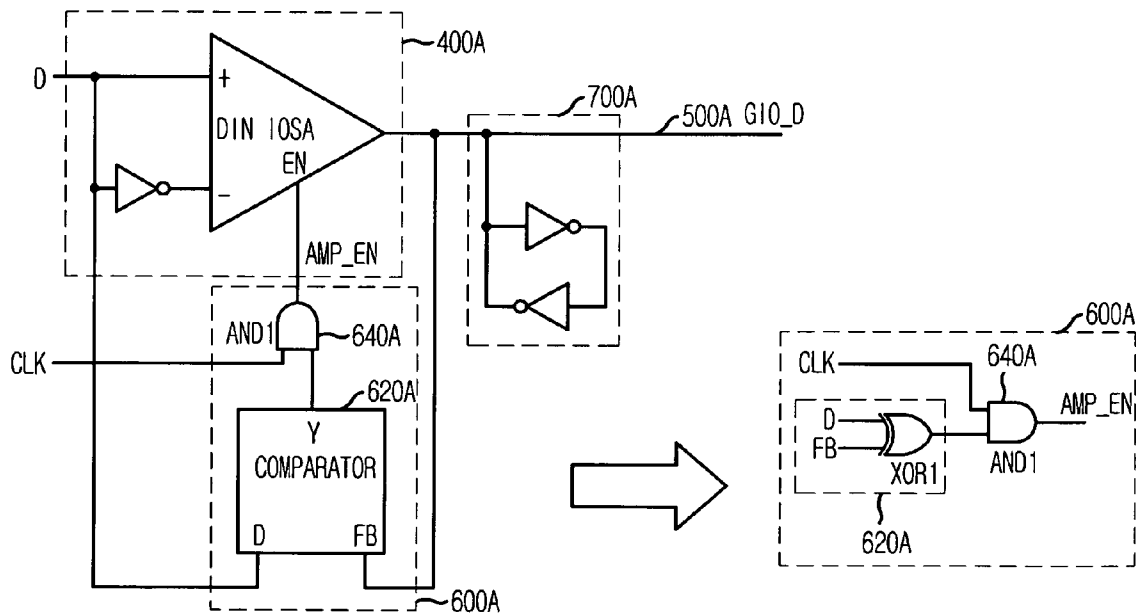 400A
D
+
DIN IOSA
EN
-
AMP_EN
700A
500A GIO_D
AND1
640A
CLK
620A
Y
COMPARATOR
D FB
600A
600A
CLK
640A
D
FB
XOR1
AND1
AMP_EN
620A